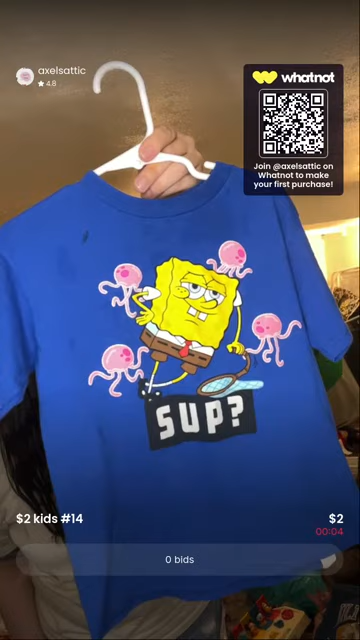 axelsattic
★ 4.8
whatnot
Join @axelsattic on
Whatnot to make
your first purchase!
SUP?
$2 kids #14
$2
00:04
0 bids